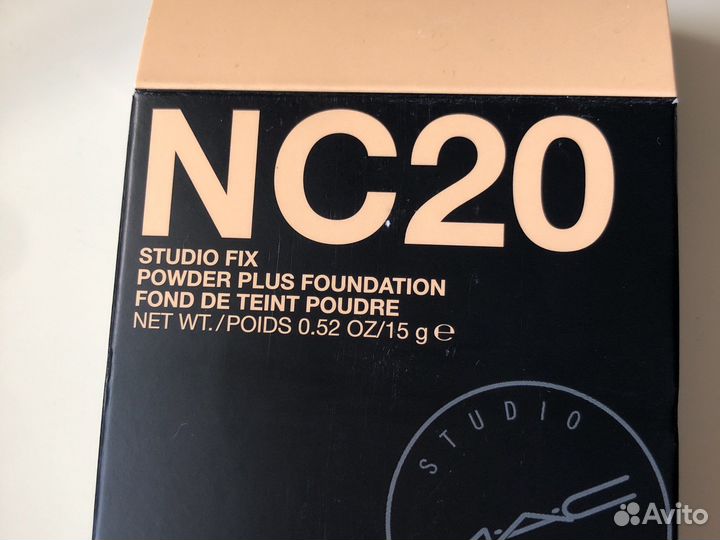 NC20
STUDIO FIX
POWDER PLUS FOUNDATION
FOND DE TEINT POUDRE
NET WT./POIDS 0.52 OZ/15 g ℮
STUDIO
M·A·C
Avito